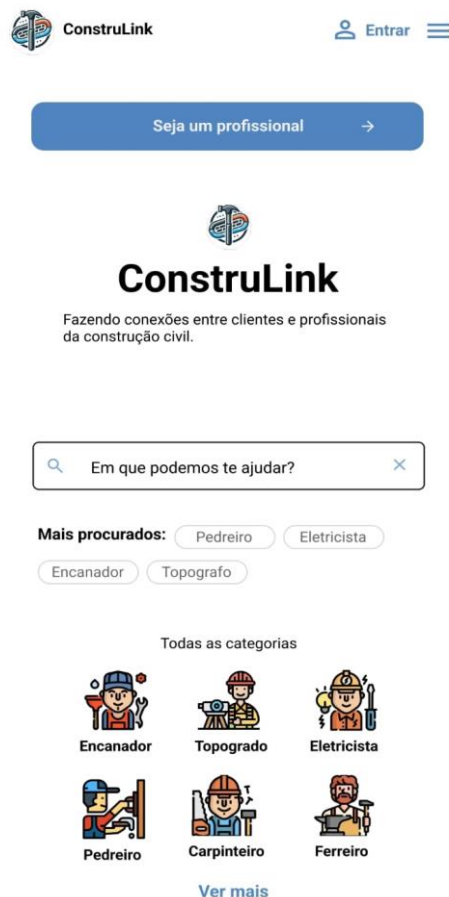 ConstruLink
Entrar
Seja um profissional
ConstruLink
Fazendo conexões entre clientes e profissionais
da construção civil.
Em que podemos te ajudar?
Mais procurados: Pedreiro Eletricista
Encanador Topografo
Todas as categorias
Encanador Topogrado Eletricista
Pedreiro Carpinteiro Ferreiro
Ver mais